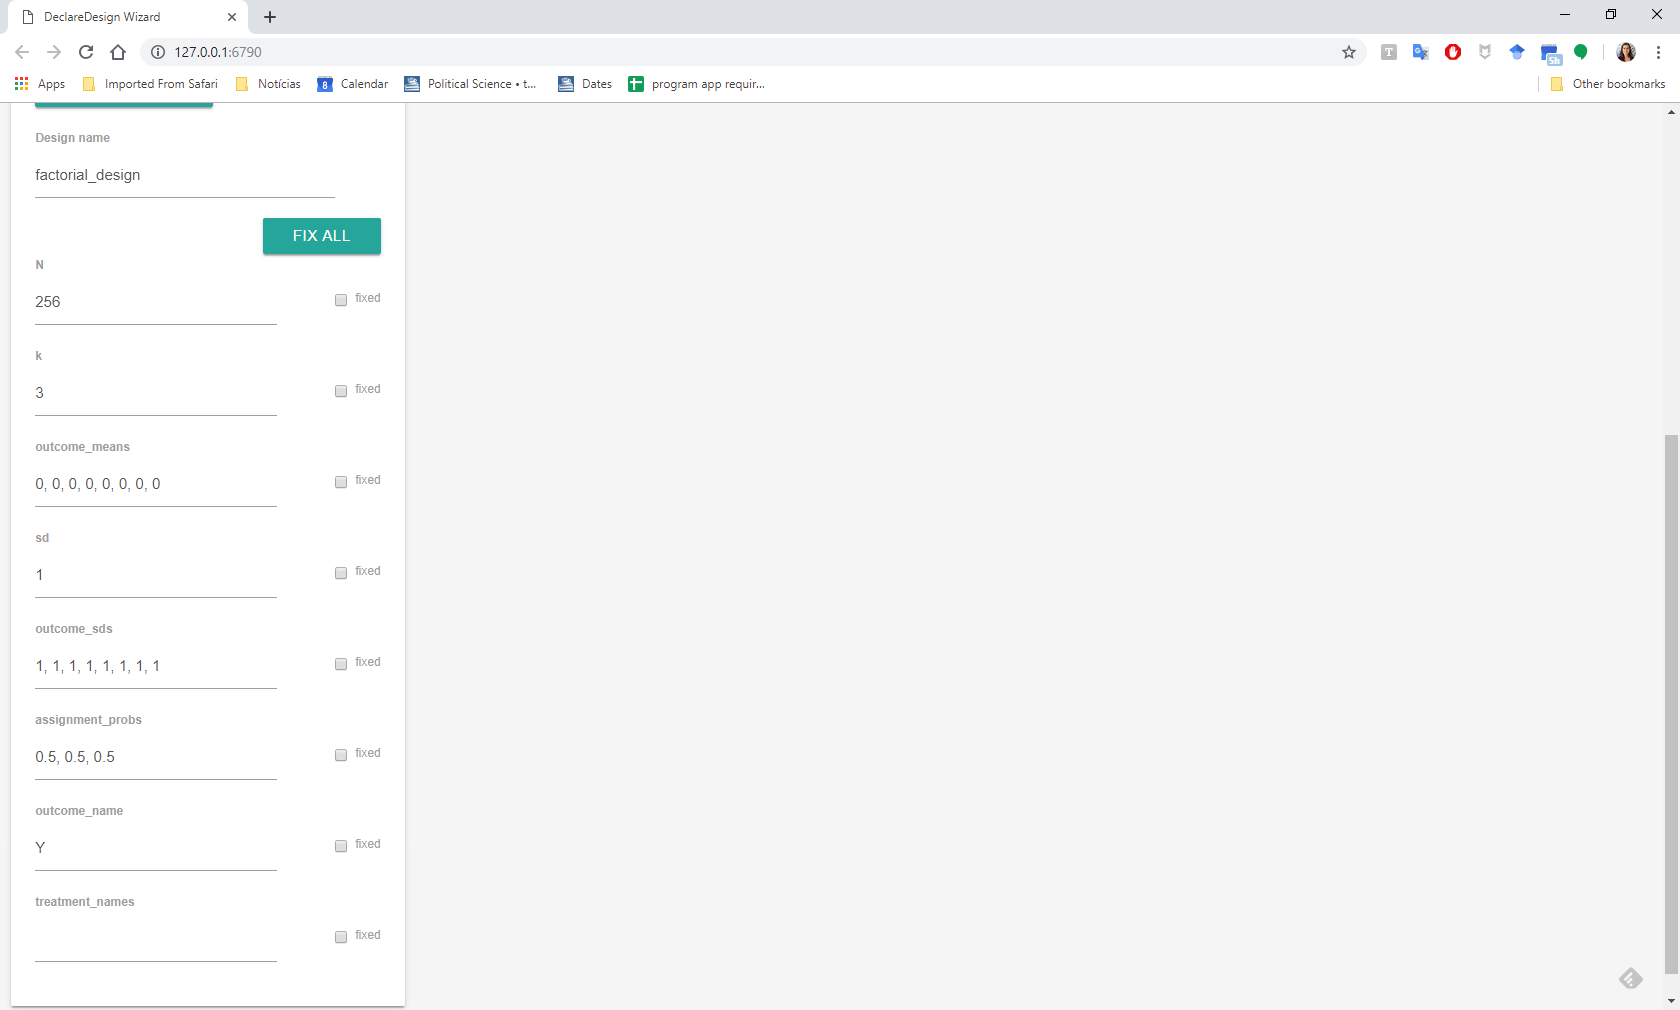 DeclareDesign Wizard
127.0.0.1:6790
Apps
Imported From Safari
Notícias
8
Calendar
Political Science • t...
Dates
program app requir...
Other bookmarks
T
G
Sh
Design name
factorial_design
FIX ALL
N
256
fixed
k
3
fixed
outcome_means
0, 0, 0, 0, 0, 0, 0, 0
fixed
sd
1
fixed
outcome_sds
1, 1, 1, 1, 1, 1, 1, 1
fixed
assignment_probs
0.5, 0.5, 0.5
fixed
outcome_name
Y
fixed
treatment_names
fixed